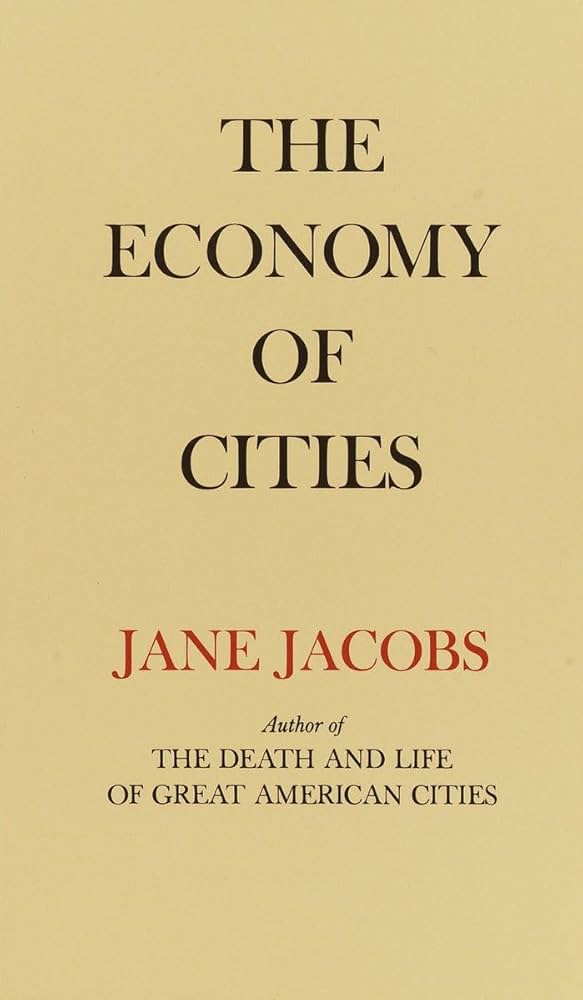 THE
ECONOMY
OF
CITIES
JANE JACOBS
Author of
THE DEATH AND LIFE
OF GREAT AMERICAN CITIES